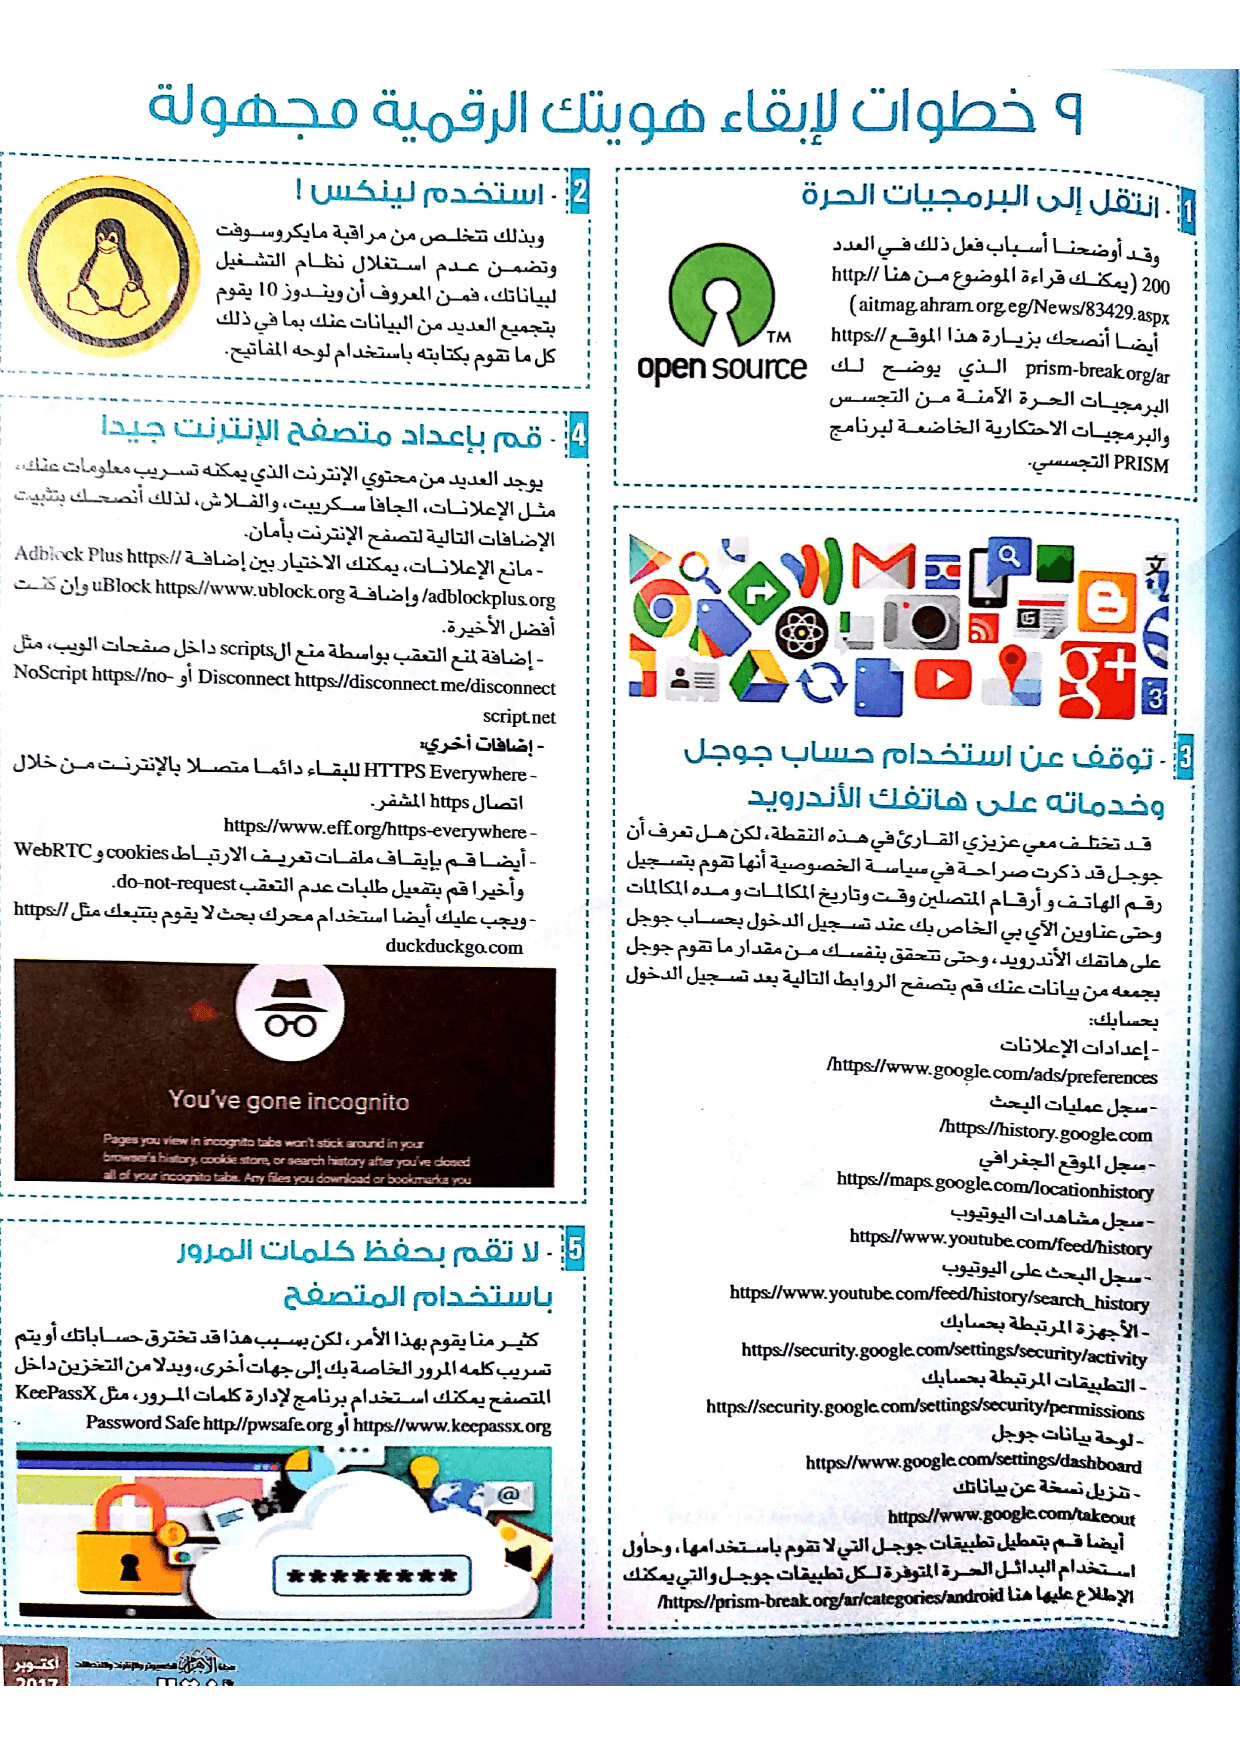 ٩ خطوات لإبقاء هويتك الرقمية مجهولة
1 - انتقل إلى البرمجيات الحرة
وقد أوضحنا أسباب فعل ذلك في العدد
200 (يمكنك قراءة الموضوع من هنا http://
aitmag.ahram.org.eg/News/83429.aspx)
أيضا أنصحك بزيارة هذا الموقع https://
prism-break.org/ar الذي يوضح لك
البرمجيات الحرة الآمنة من التجسس
والبرمجيات الاحتكارية الخاضعة لبرنامج
PRISM التجسسي.
TM
open source
2 - استخدم لينكس !
وبذلك تتخلص من مراقبة مايكروسوفت
وتضمن عدم استغلال نظام التشغيل
لبياناتك، فمن المعروف أن ويندوز 10 يقوم
بتجميع العديد من البيانات عنك بما في ذلك
كل ما تقوم بكتابته باستخدام لوحه المفاتيح.
3 - توقف عن استخدام حساب جوجل
وخدماته على هاتفك الأندرويد
قد تختلف معي عزيزي القارئ في هذه النقطة، لكن هل تعرف أن
جوجل قد ذكرت صراحة في سياسة الخصوصية أنها تقوم بتسجيل
رقم الهاتف و أرقام المتصلين وقت وتاريخ المكالمات و مده المكالمات
وحتى عناوين الآي بي الخاص بك عند تسجيل الدخول بحساب جوجل
على هاتفك الأندرويد، وحتى تتحقق بنفسك من مقدار ما تقوم جوجل
بجمعه من بيانات عنك قم بتصفح الروابط التالية بعد تسجيل الدخول
بحسابك:
- إعدادات الإعلانات
https://www.google.com/ads/preferences/
- سجل عمليات البحث
https://history.google.com/
- سجل الموقع الجغرافي
https://maps.google.com/locationhistory
- سجل مشاهدات اليوتيوب
https://www.youtube.com/feed/history
- سجل البحث على اليوتيوب
https://www.youtube.com/feed/history/search_history
- الأجهزة المرتبطة بحسابك
https://security.google.com/settings/security/activity
- التطبيقات المرتبطة بحسابك
https://security.google.com/settings/security/permissions
- لوحة بيانات جوجل
https://www.google.com/settings/dashboard
- تنزيل نسخة عن بياناتك
https://www.google.com/takeout
أيضا قم بتعطيل تطبيقات جوجل التي لا تقوم باستخدامها، وحاول
استخدام البدائل الحرة المتوفرة لكل تطبيقات جوجل والتي يمكنك
الإطلاع عليها هنا https://prism-break.org/ar/categories/android/
4 - قم بإعداد متصفح الإنترنت جيدا
يوجد العديد من محتوي الإنترنت الذي يمكنه تسريب معلومات عنك،
مثل الإعلانات، الجافا سكريبت، والفلاش، لذلك أنصحك بتثبيت
الإضافات التالية لتصفح الإنترنت بأمان.
- مانع الإعلانات، يمكنك الاختيار بين إضافة Adblock Plus https://
adblockplus.org/ وإضافة uBlock https://www.ublock.org وإن كنت
أفضل الأخيرة.
- إضافة لمنع التعقب بواسطة منع الscripts داخل صفحات الويب، مثل
Disconnect https://disconnect.me/disconnect أو NoScript https://no-
script.net
- إضافات أخري:
- HTTPS Everywhere للبقاء دائما متصلا بالإنترنت من خلال
اتصال https المشفر.
- https://www.eff.org/https-everywhere
- أيضا قم بإيقاف ملفات تعريف الارتباط cookies و WebRTC
وأخيرا قم بتفعيل طلبات عدم التعقب do-not-request.
- ويجب عليك أيضا استخدام محرك بحث لا يقوم بتتبعك مثل https://
duckduckgo.com
You've gone incognito
Pages you view in incognito tabs won't stick around in your
browser's history, cookie store, or search history after you've closed
all of your incognito tabs. Any files you download or bookmarks you
5 - لا تقم بحفظ كلمات المرور
باستخدام المتصفح
كثير منا يقوم بهذا الأمر، لكن بسبب هذا قد تخترق حساباتك أو يتم
تسريب كلمه المرور الخاصة بك إلى جهات أخرى، وبدلا من التخزين داخل
المتصفح يمكنك استخدام برنامج لإدارة كلمات المرور، مثل KeePassX
https://www.keepassx.org أو Password Safe http://pwsafe.org
********
أكتوبر
2017